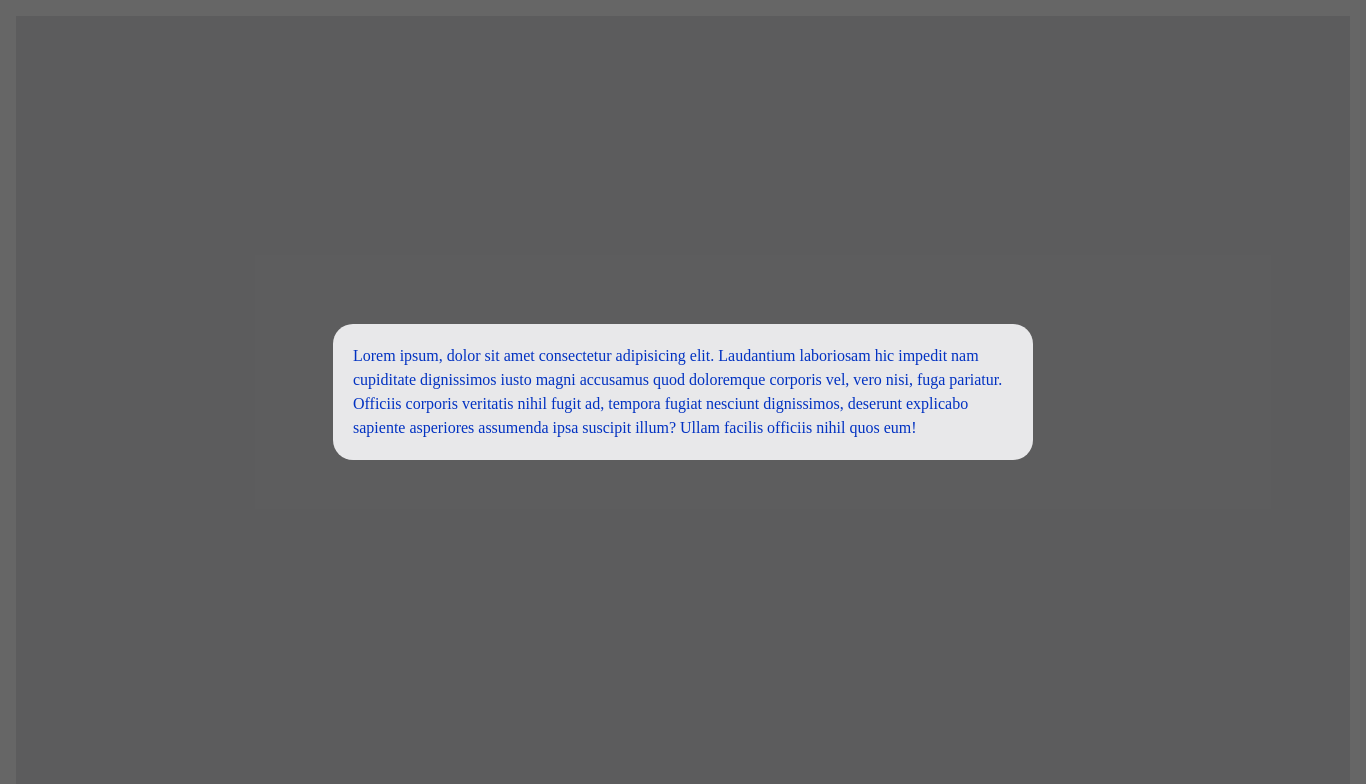 Lorem ipsum, dolor sit amet consectetur adipisicing elit. Laudantium laboriosam hic impedit nam
cupiditate dignissimos iusto magni accusamus quod doloremque corporis vel, vero nisi, fuga pariatur.
Officiis corporis veritatis nihil fugit ad, tempora fugiat nesciunt dignissimos, deserunt explicabo
sapiente asperiores assumenda ipsa suscipit illum? Ullam facilis officiis nihil quos eum!